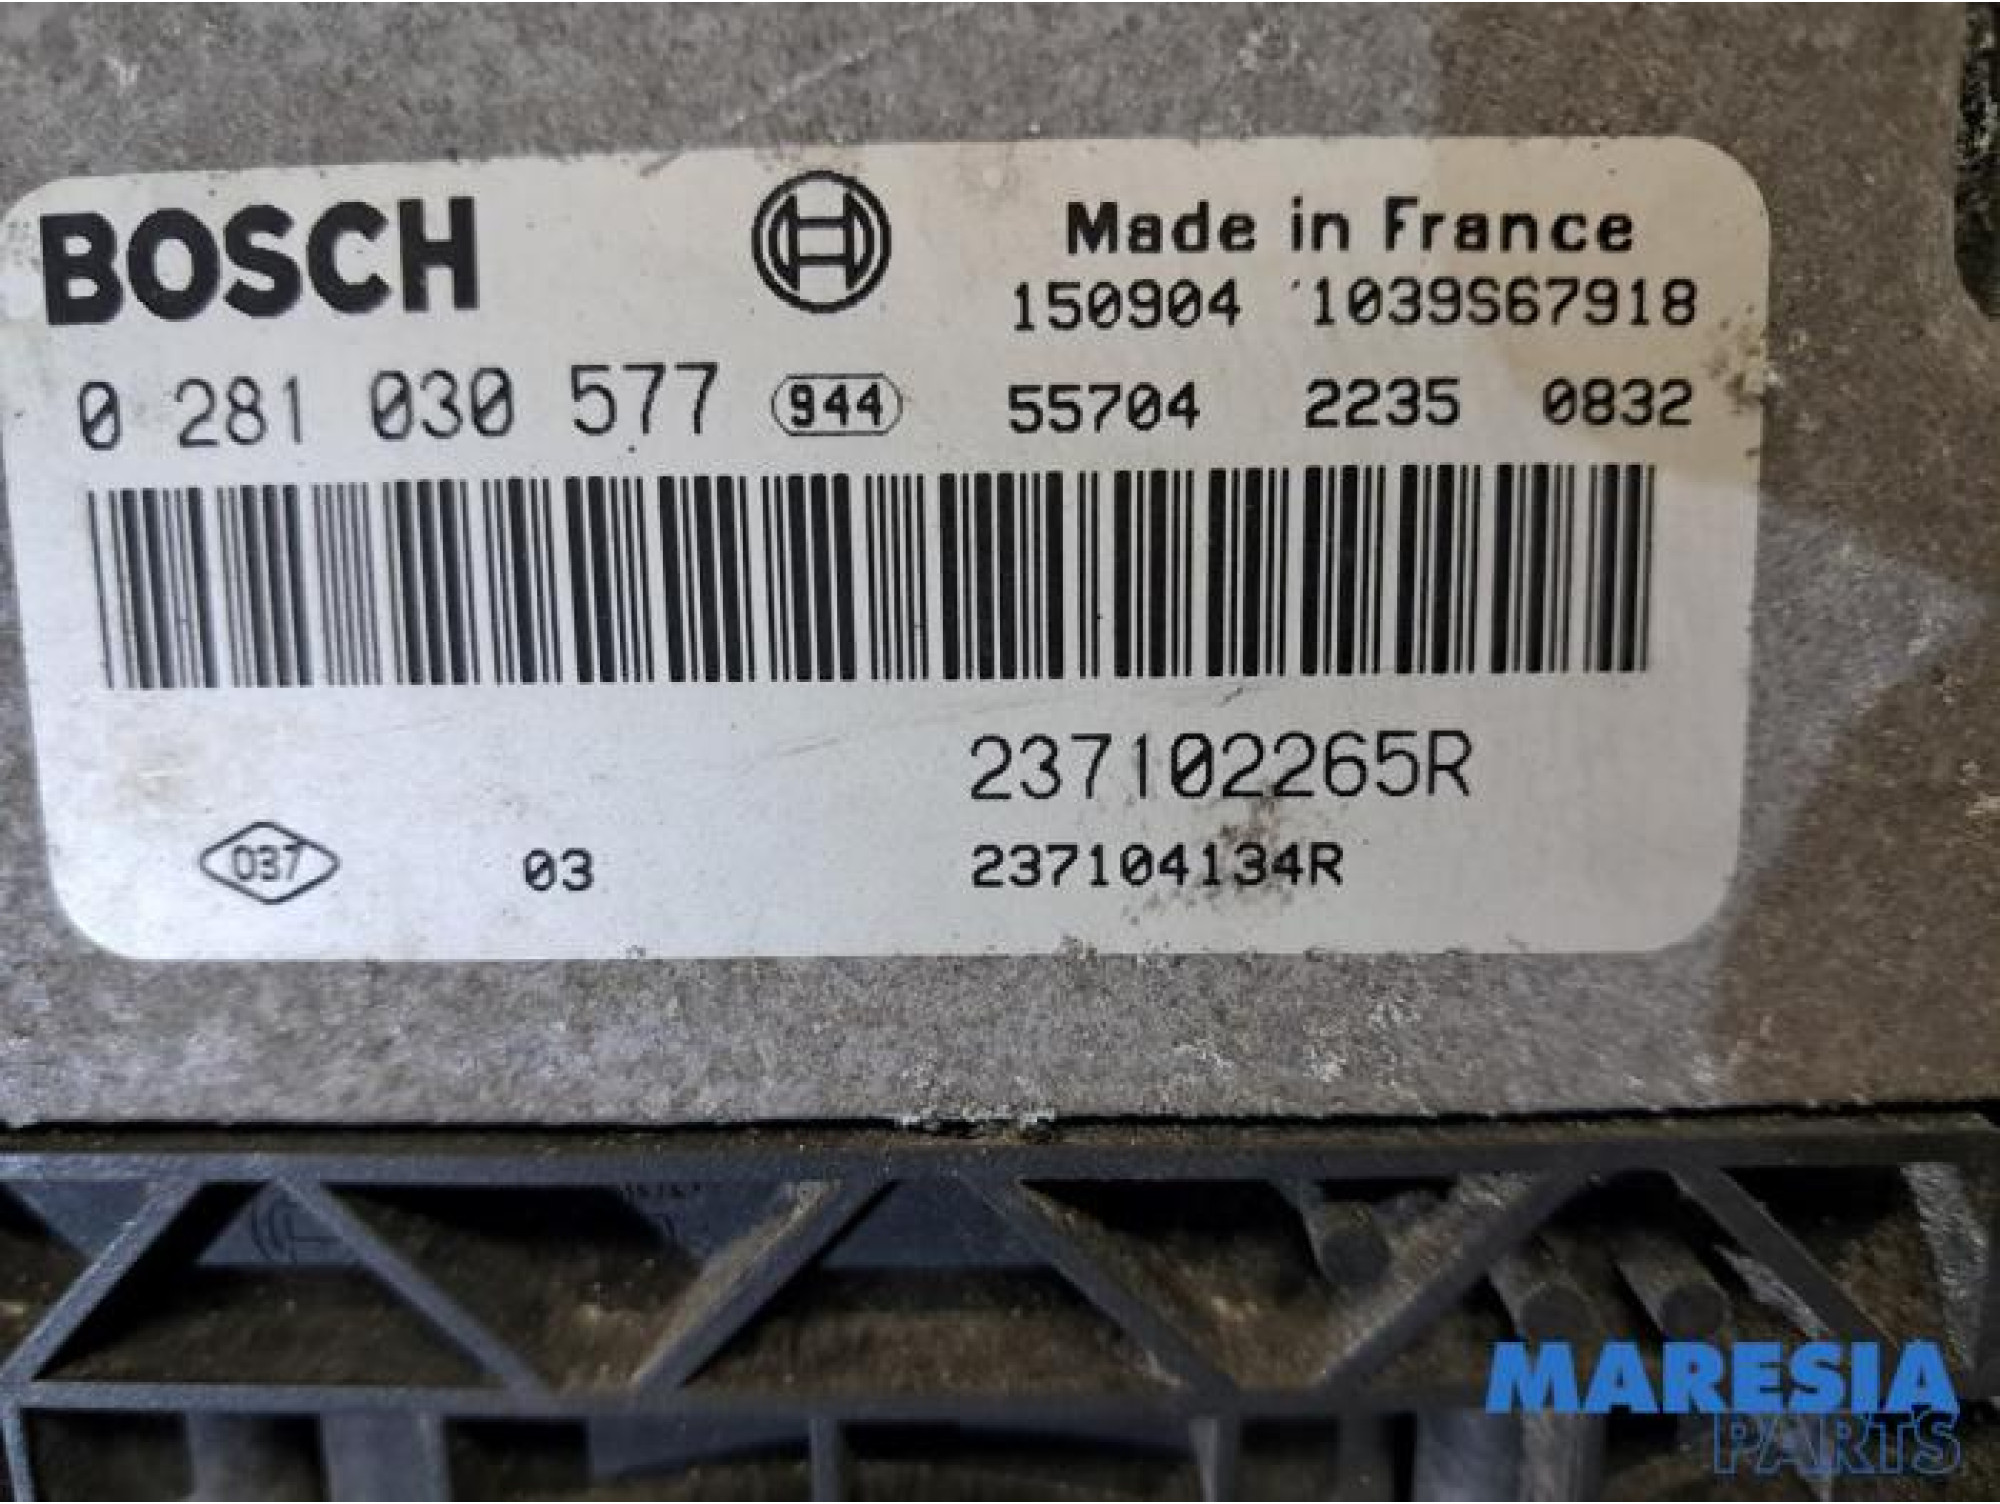 BOSCH
Made in France
150904 1039S67918
0 281 030 577 944 55704 2235 0832
237102265R
037 03 237104134R
MARESIA
PARTS